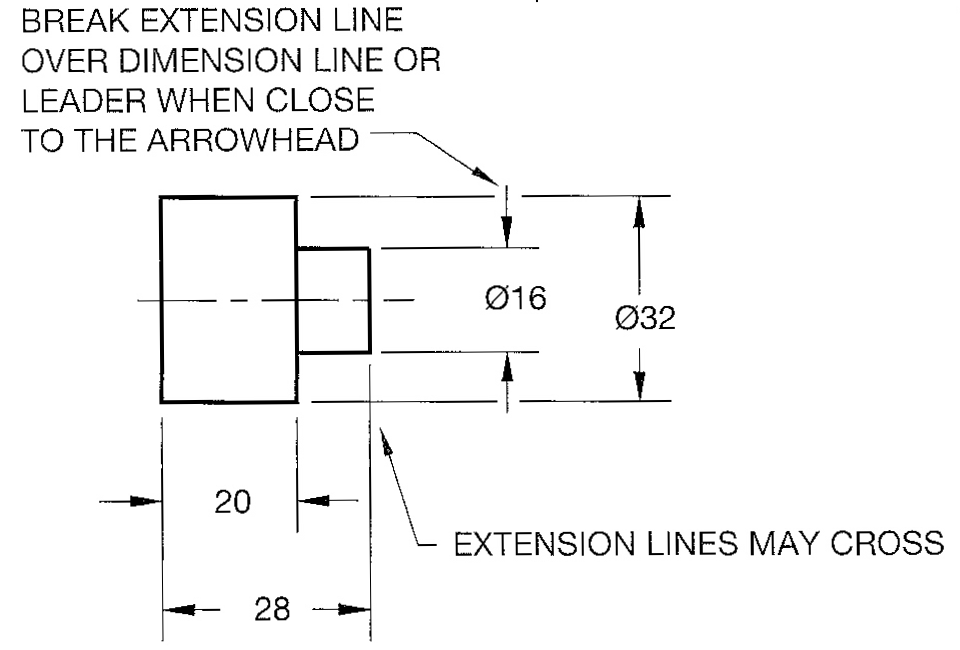 BREAK EXTENSION LINE
OVER DIMENSION LINE OR
LEADER WHEN CLOSE
TO THE ARROWHEAD
Ø16
Ø32
20
EXTENSION LINES MAY CROSS
28